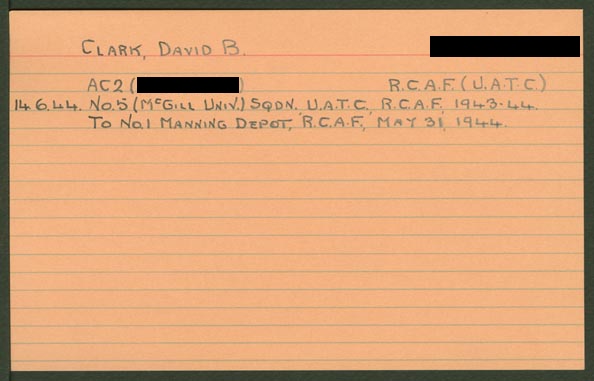 CLARK, DAVID B.
AC2 ( ) R.C.A.F. (U.A.T.C.)
14.6.44. NO.5 (McGILL UNIV.) SQDN. U.A.T.C., R.C.A.F., 1943-44.
TO NO.1 MANNING DEPOT, R.C.A.F., MAY 31, 1944.